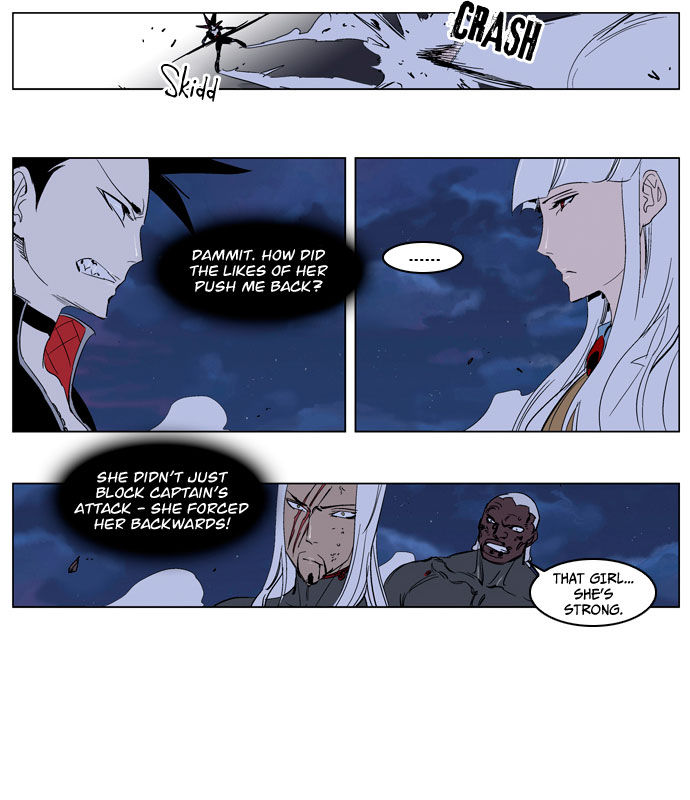 CRASH
Skidd
DAMMIT. HOW DID
THE LIKES OF HER
PUSH ME BACK?
......
SHE DIDN'T JUST
BLOCK CAPTAIN'S
ATTACK - SHE FORCED
HER BACKWARDS!
THAT GIRL...
SHE'S
STRONG.